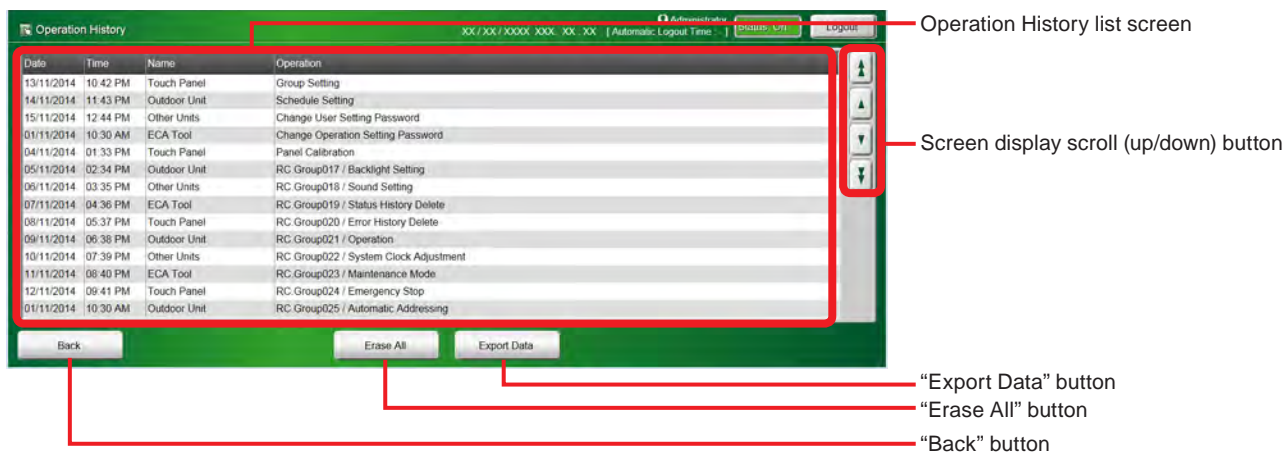 Operation History
XX / XX / XXXX XXX. XX : XX [ Automatic Logout Time : - ]
Administrator
Status: On
Logout
Operation History list screen
Date Time Name Operation
13/11/2014 10:42 PM Touch Panel Group Setting
14/11/2014 11:43 PM Outdoor Unit Schedule Setting
15/11/2014 12:44 PM Other Units Change User Setting Password
01/11/2014 10:30 AM ECA Tool Change Operation Setting Password
04/11/2014 01:33 PM Touch Panel Panel Calibration
05/11/2014 02:34 PM Outdoor Unit RC Group017 / Backlight Setting
06/11/2014 03:35 PM Other Units RC Group018 / Sound Setting
07/11/2014 04:36 PM ECA Tool RC Group019 / Status History Delete
08/11/2014 05:37 PM Touch Panel RC Group020 / Error History Delete
09/11/2014 06:38 PM Outdoor Unit RC Group021 / Operation
10/11/2014 07:39 PM Other Units RC Group022 / System Clock Adjustment
11/11/2014 08:40 PM ECA Tool RC Group023 / Maintenance Mode
12/11/2014 09:41 PM Touch Panel RC Group024 / Emergency Stop
01/11/2014 10:30 AM Outdoor Unit RC Group025 / Automatic Addressing
Screen display scroll (up/down) button
Back
Erase All
Export Data
“Export Data” button
“Erase All” button
“Back” button